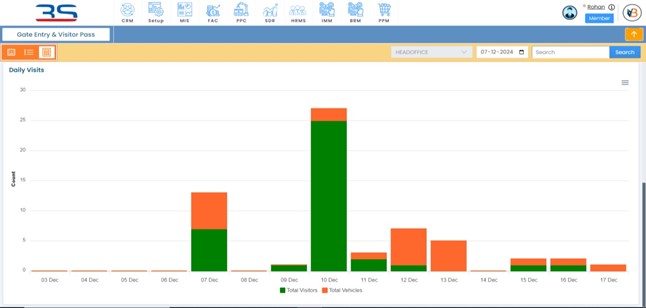 3S
CRM Setup MIS FAC PPC SDR HRMS IMM BRM PPM
* Rohan
Member
Gate Entry & Visitor Pass
HEADOFFICE
07-12-2024
Search
Search
Daily Visits
30
25
20
15
10
5
0
Count
03 Dec 04 Dec 05 Dec 06 Dec 07 Dec 08 Dec 09 Dec 10 Dec 11 Dec 12 Dec 13 Dec 14 Dec 15 Dec 16 Dec 17 Dec
Total Visitors Total Vehicles